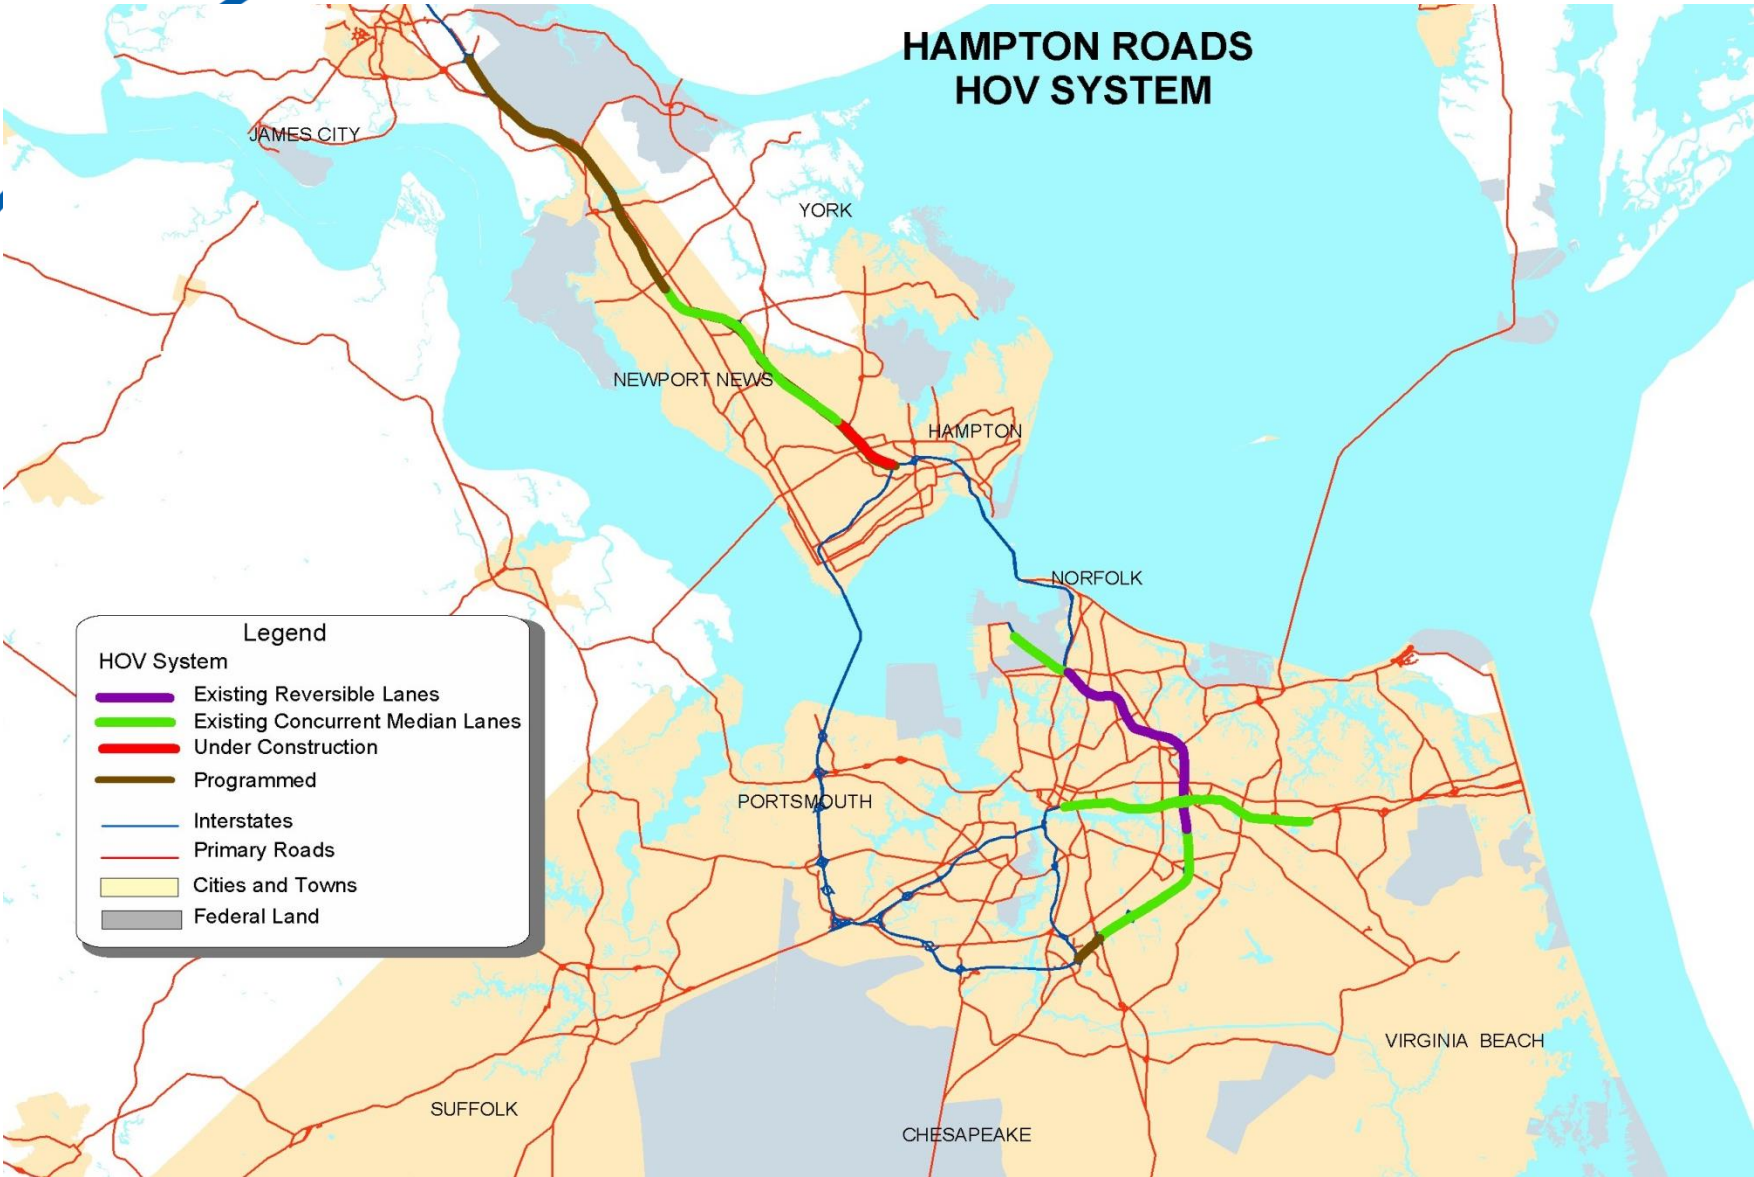 HAMPTON ROADS
HOV SYSTEM
JAMES CITY
YORK
NEWPORT NEWS
HAMPTON
NORFOLK
Legend
HOV System
Existing Reversible Lanes
Existing Concurrent Median Lanes
Under Construction
Programmed
Interstates
Primary Roads
Cities and Towns
Federal Land
PORTSMOUTH
VIRGINIA BEACH
SUFFOLK
CHESAPEAKE